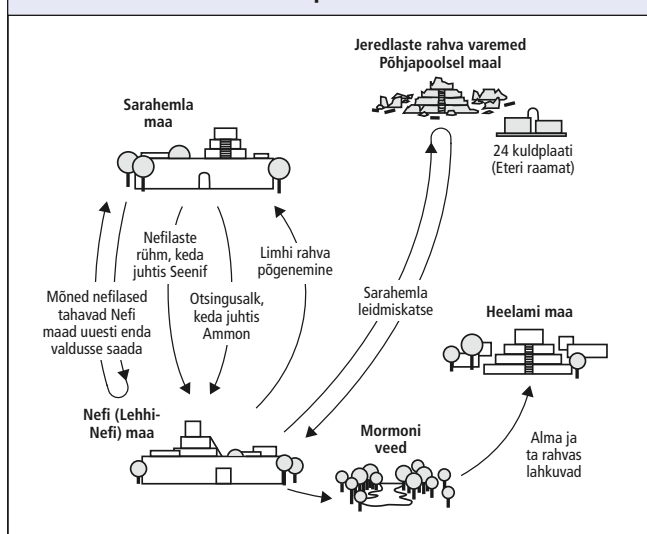 Jeredlaste rahva varemed
Põhjapoolsel maal
Sarahemla
maa
24 kuldplaati
(Eteri raamat)
Nefilaste
rühm, keda
juhtis Seenif
Limhi rahva
põgenemine
Mõned nefilased
tahavad Nefi
maad uuesti enda
valdusse saada
Otsingusalk,
keda juhtis
Ammon
Sarahemla
leidmiskatse
Heelami maa
Nefi (Lehhi-
Nefi) maa
Mormoni
veed
Alma ja
ta rahvas
lahkuvad